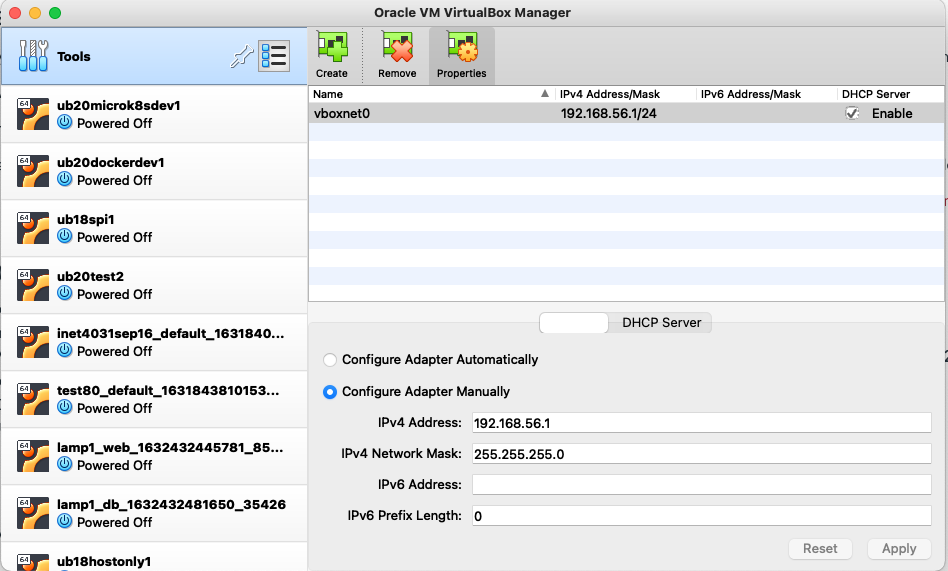 Oracle VM VirtualBox Manager
Tools
Create
Remove
Properties
Name
IPv4 Address/Mask
IPv6 Address/Mask
DHCP Server
vboxnet0
192.168.56.1/24
Enable
64
ub20microk8sdev1
Powered Off
64
ub20dockerdev1
Powered Off
64
ub18spi1
Powered Off
64
ub20test2
Powered Off
64
inet4031sep16_default_1631840...
Powered Off
64
test80_default_1631843810153...
Powered Off
64
lamp1_web_1632432445781_85...
Powered Off
64
lamp1_db_1632432481650_35426
Powered Off
64
ub18hostonly1
DHCP Server
Configure Adapter Automatically
Configure Adapter Manually
IPv4 Address: 192.168.56.1
IPv4 Network Mask: 255.255.255.0
IPv6 Address:
IPv6 Prefix Length: 0
Reset
Apply